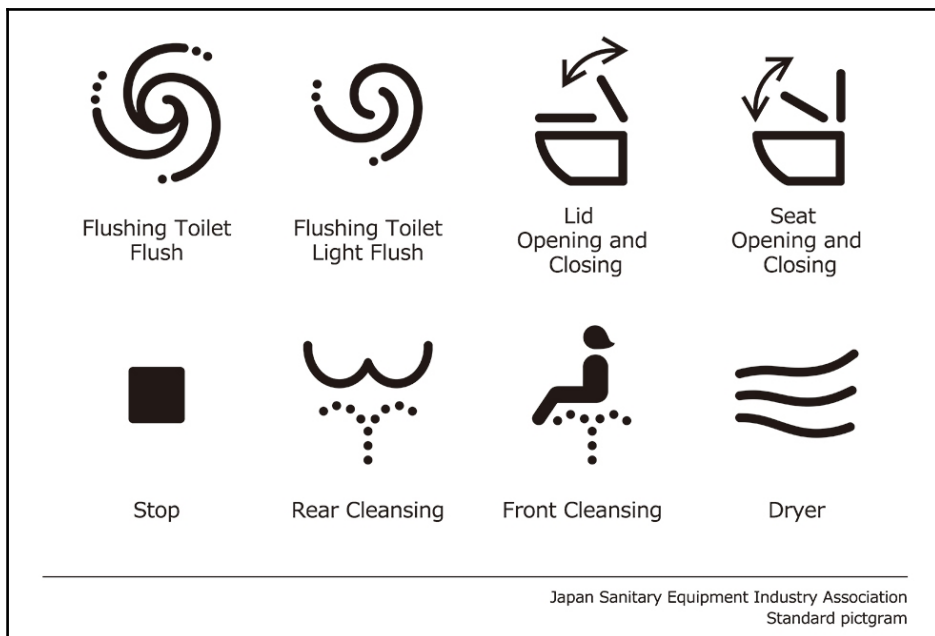 Flushing Toilet
Flush
Flushing Toilet
Light Flush
Lid
Opening and
Closing
Seat
Opening and
Closing
Stop
Rear Cleansing
Front Cleansing
Dryer
Japan Sanitary Equipment Industry Association
Standard pictgram